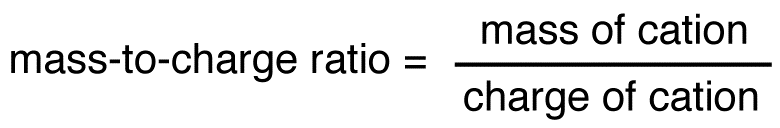 mass-to-charge ratio = mass of cation
charge of cation